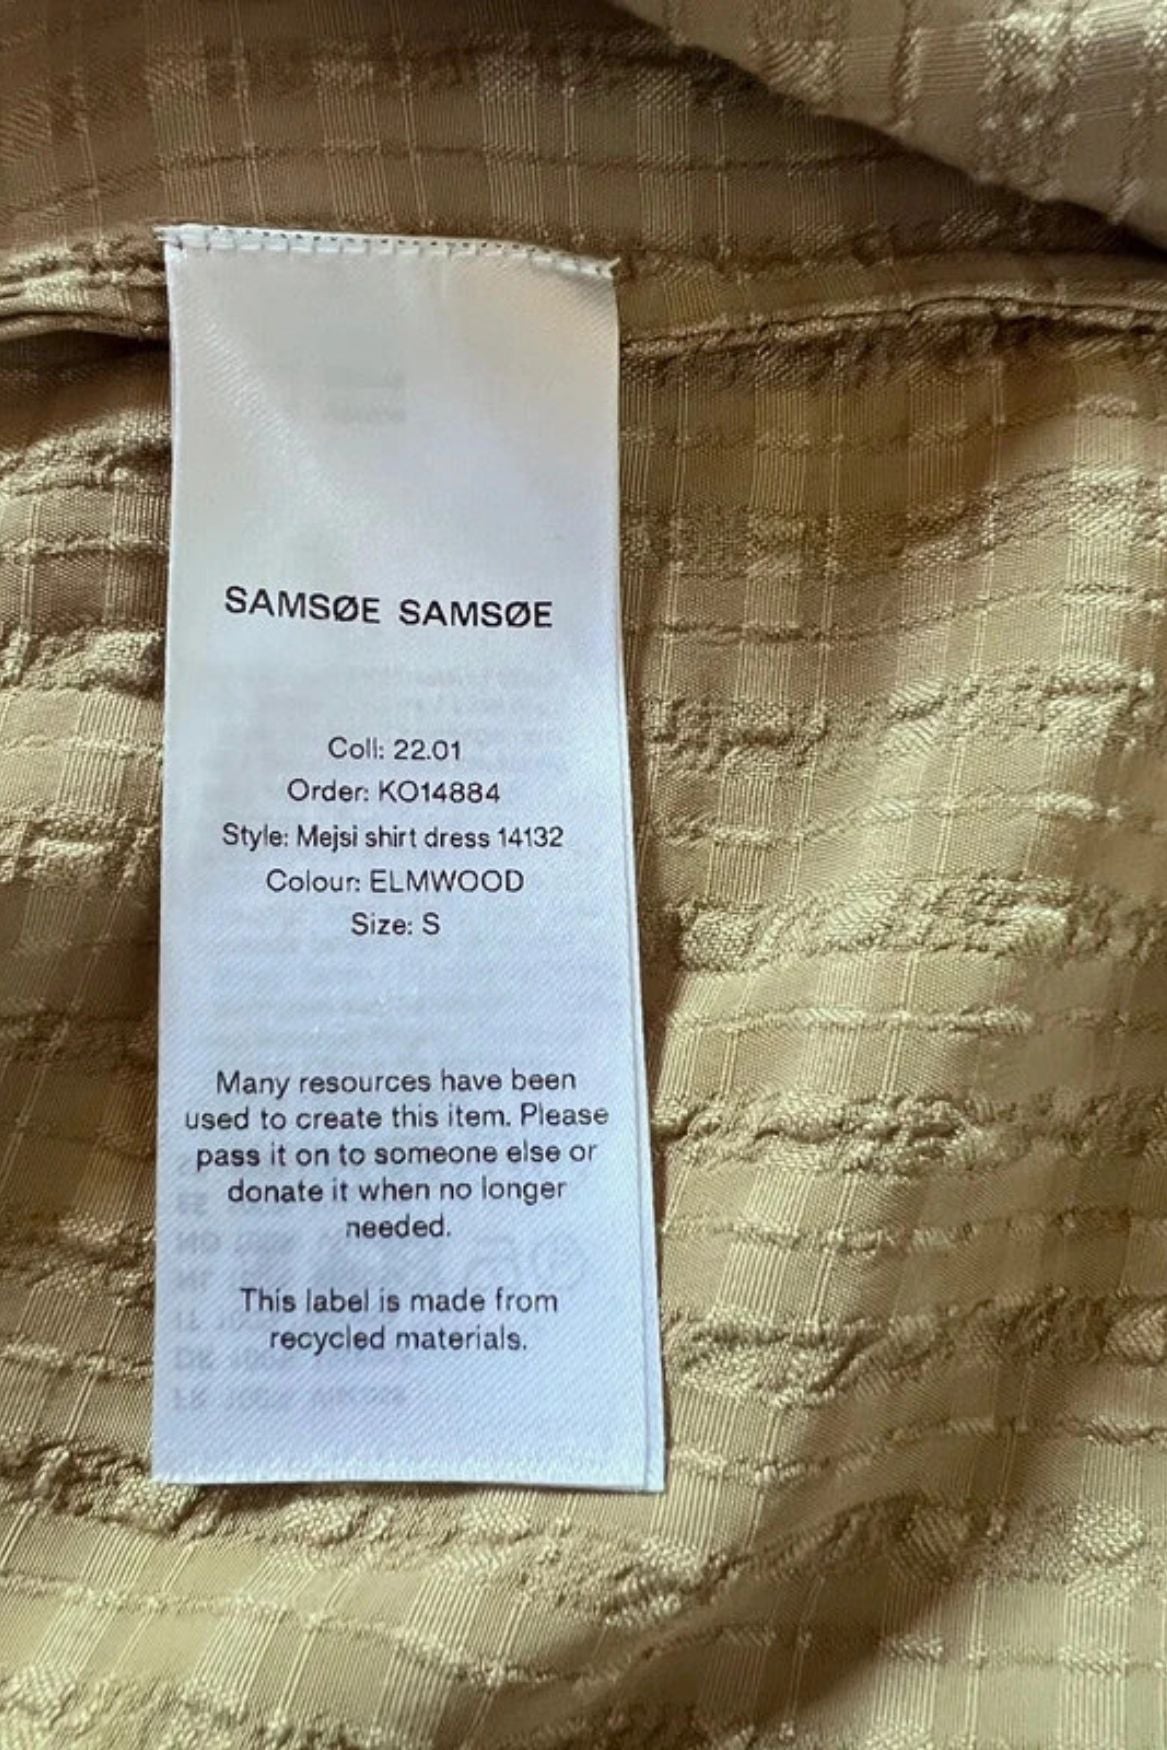 SAMSØE SAMSØE
Coll: 22.01
Order: KO14884
Style: Mejsi shirt dress 14132
Colour: ELMWOOD
Size: S
Many resources have been
used to create this item. Please
pass it on to someone else or
donate it when no longer
needed.
This label is made from
recycled materials.